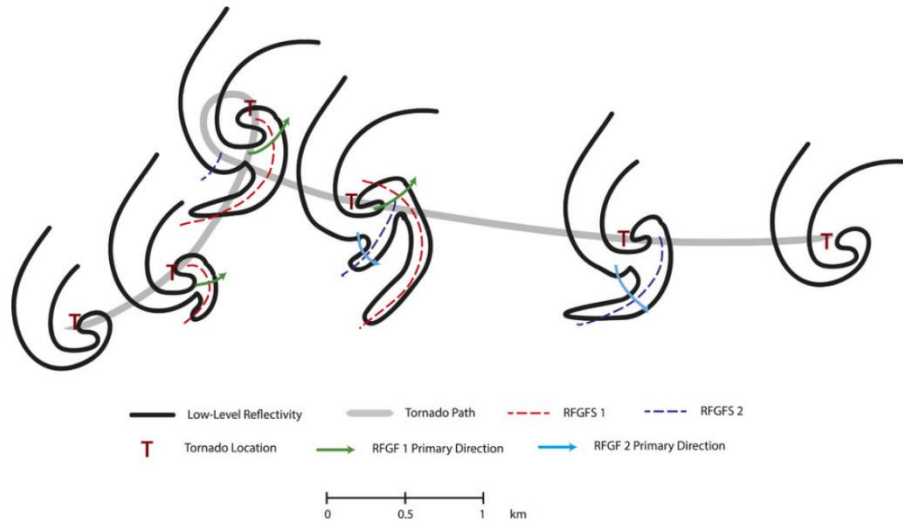 T
T
T
T
T
T
Low-Level Reflectivity
Tornado Path
RFGFS 1
RFGFS 2
T
Tornado Location
RFGF 1 Primary Direction
RFGF 2 Primary Direction
0
0.5
1
km